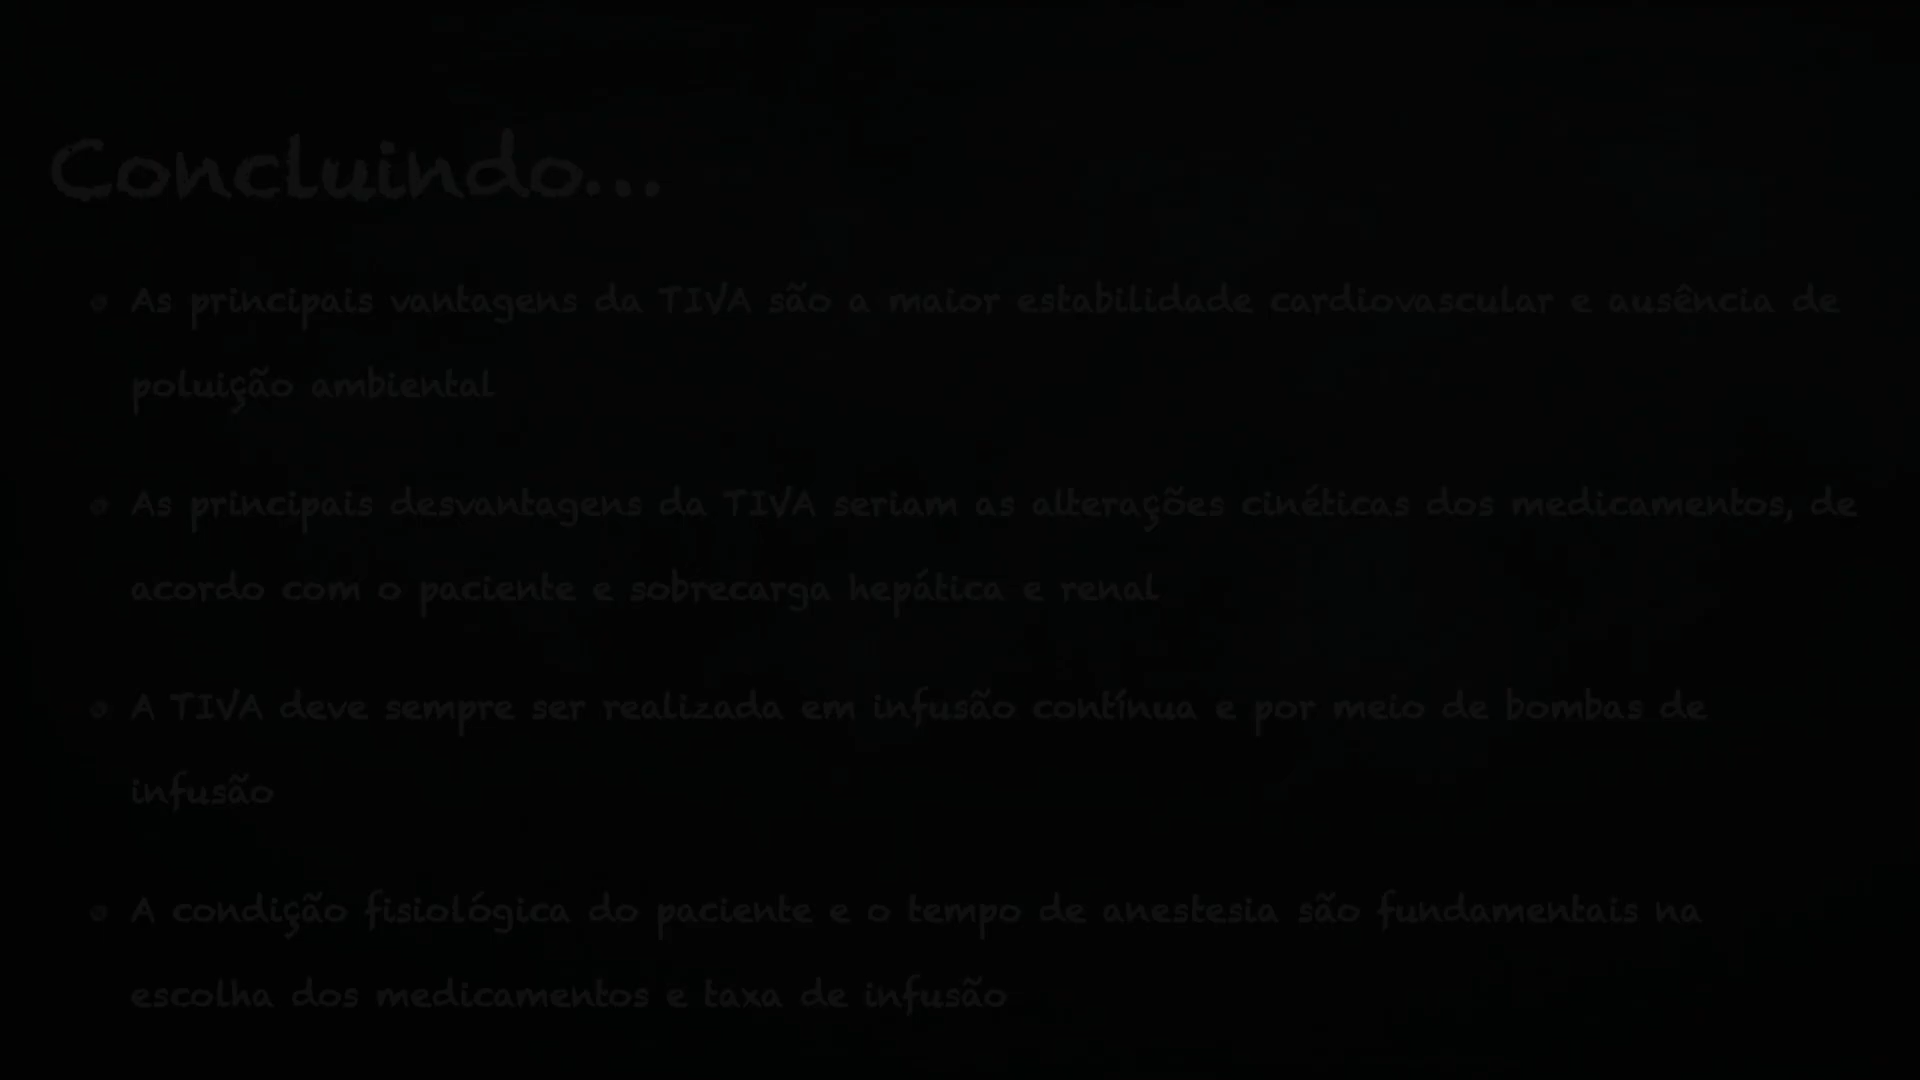 Concluindo...
As principais vantagens da TIVA são a maior estabilidade cardiovascular e ausência de
poluição ambiental
As principais desvantagens da TIVA seriam as alterações cinéticas dos medicamentos, de
acordo com o paciente e sobrecarga hepática e renal
A TIVA deve sempre ser realizada em infusão contínua e por meio de bombas de
infusão
A condição fisiológica do paciente e o tempo de anestesia são fundamentais na
escolha dos medicamentos e taxa de infusão